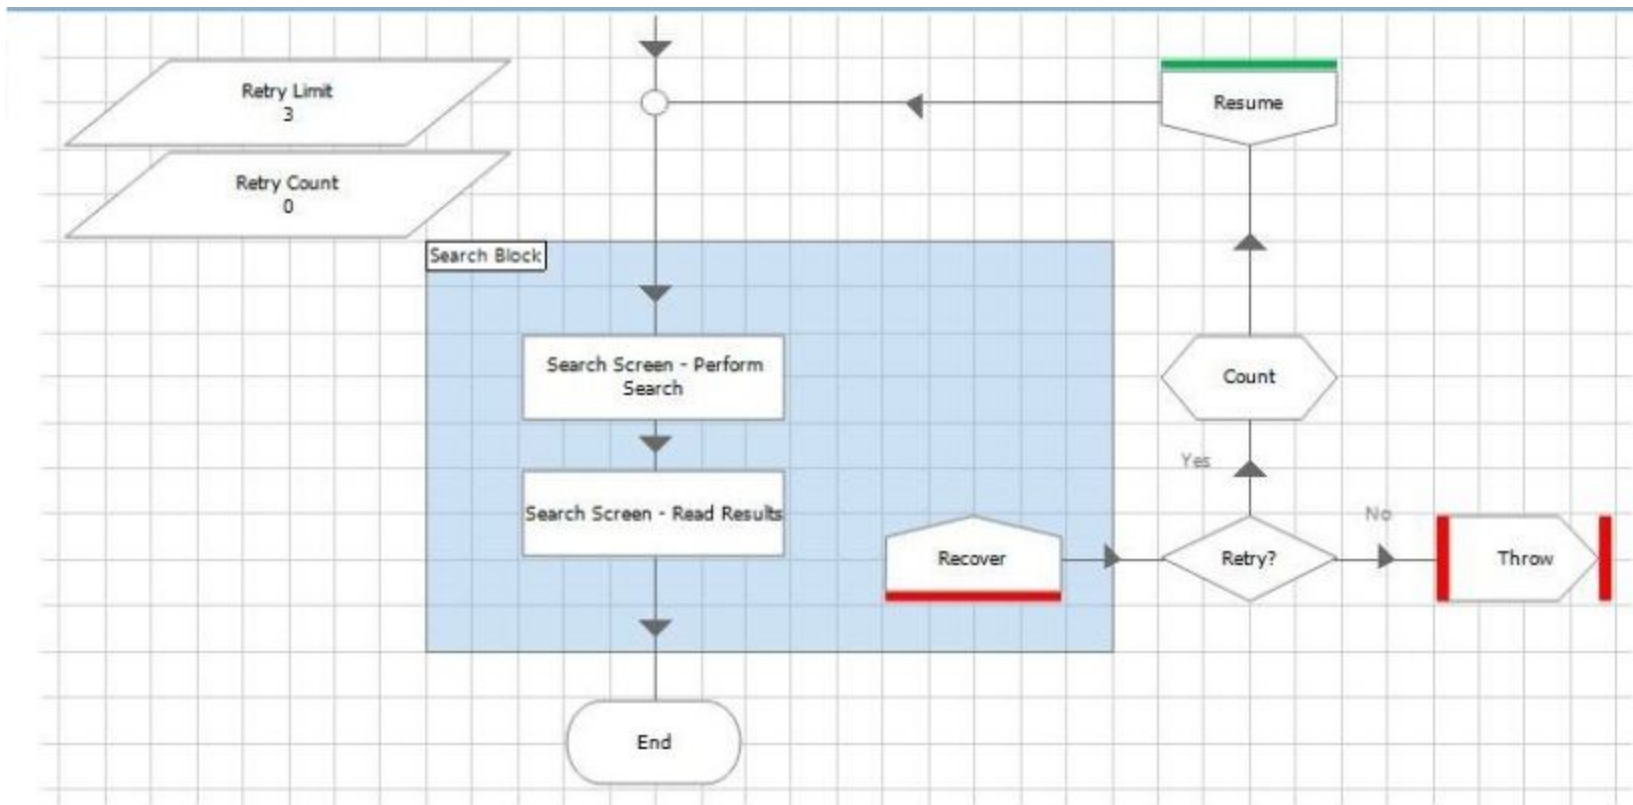 Retry Limit
3
Retry Count
0
Resume
Search Block
Search Screen - Perform
Search
Count
Yes
Search Screen - Read Results
No
Recover
Retry?
Throw
End